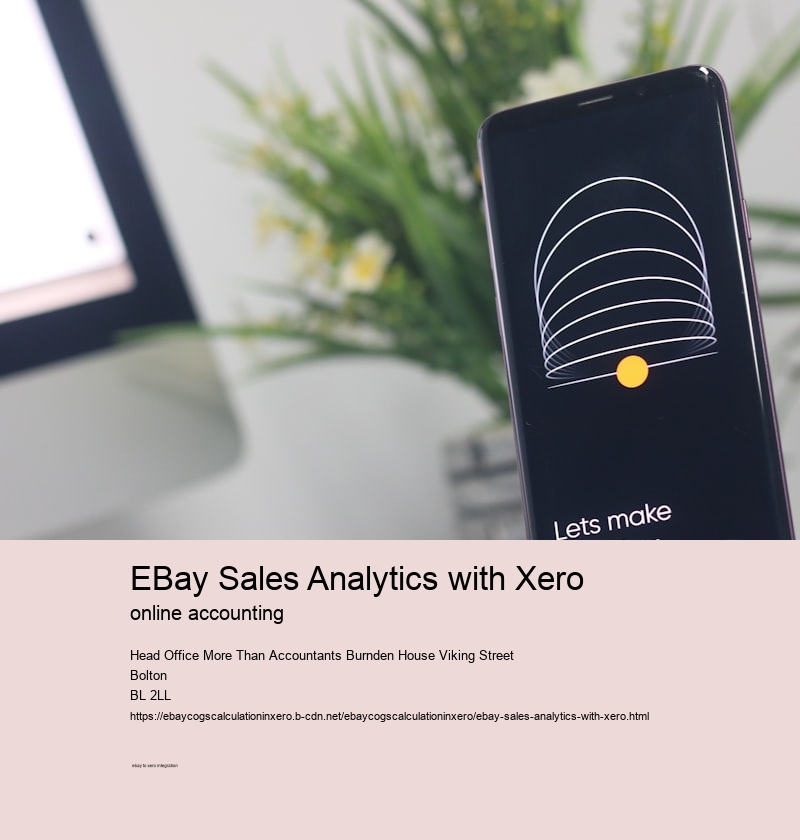 Lets make
EBay Sales Analytics with Xero
online accounting
Head Office More Than Accountants Burnden House Viking Street
Bolton
BL 2LL
https://ebaycogscalculationinxero.b-cdn.net/ebaycogscalculationinxero/ebay-sales-analytics-with-xero.html
ebay to xero integration